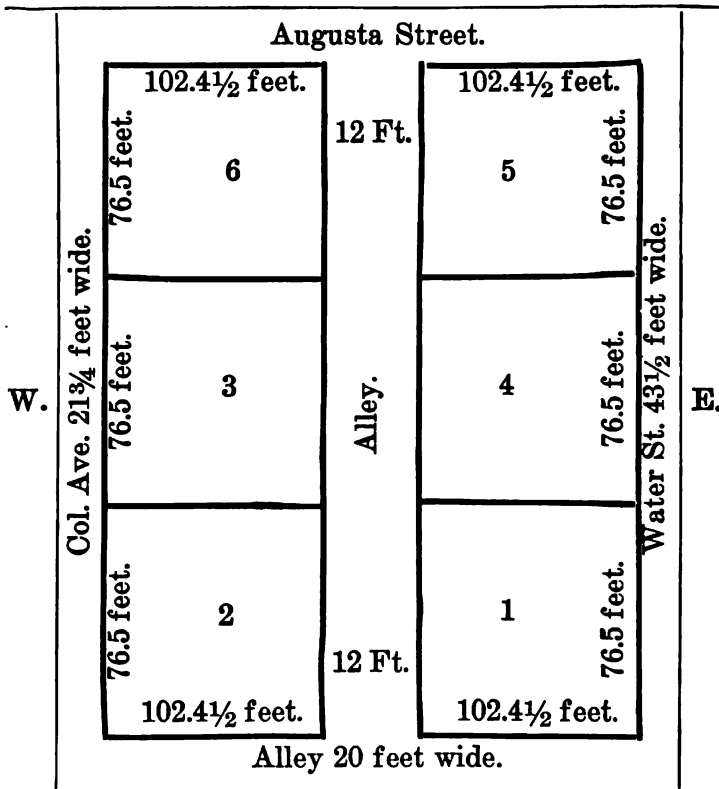 Augusta Street.
102.4½ feet.
102.4½ feet.
12 Ft.
76.5 feet.
6
5
76.5 feet.
W.
Col. Ave. 21¾ feet wide.
76.5 feet.
3
Alley.
4
76.5 feet.
Water St. 43½ feet wide.
E.
76.5 feet.
2
1
76.5 feet.
12 Ft.
102.4½ feet.
102.4½ feet.
Alley 20 feet wide.